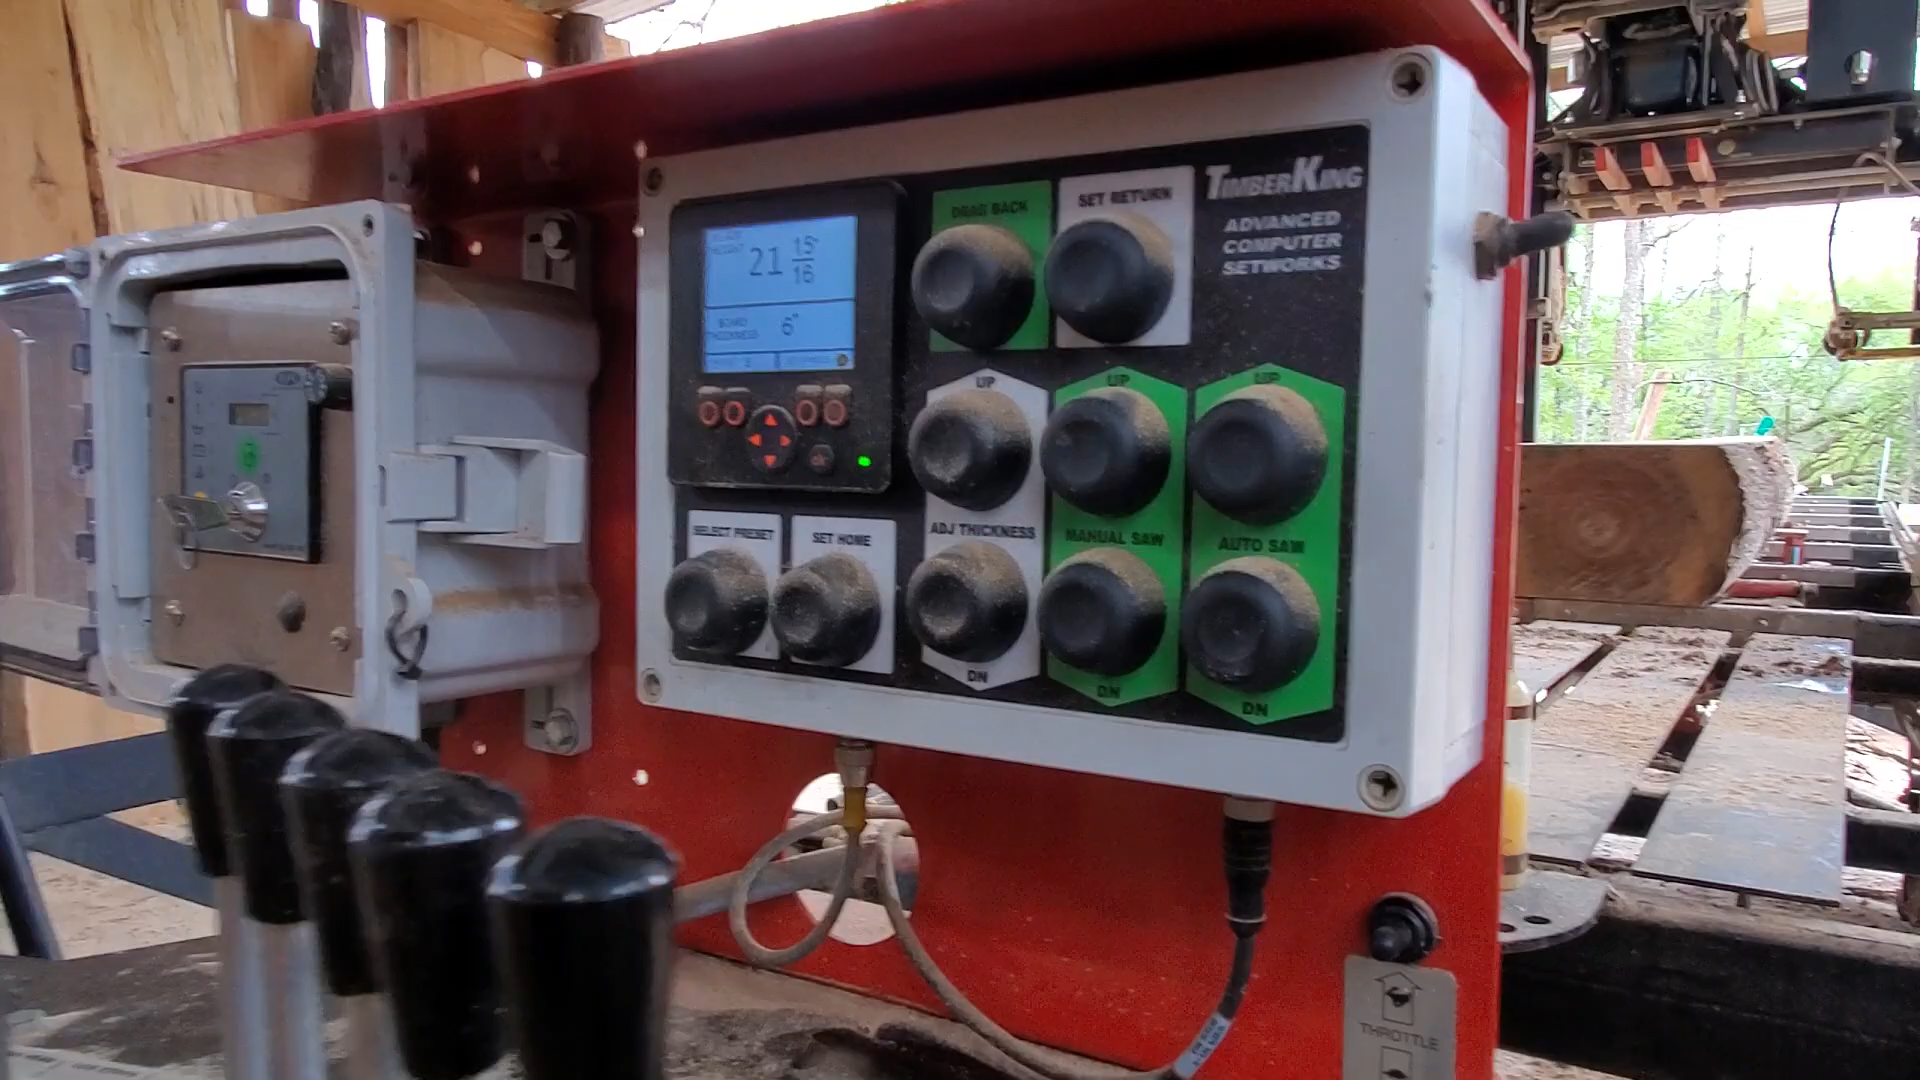 TIMBERKING
ADVANCED
COMPUTER
SETWORKS
DRAG BACK
SET RETURN
21 15"
16
BOARD
THICKNESS
6"
UP
UP
UP
ok
SELECT PRESET
SET HOME
ADJ THICKNESS
MANUAL SAW
AUTO SAW
DN
DN
DN
THROTTLE